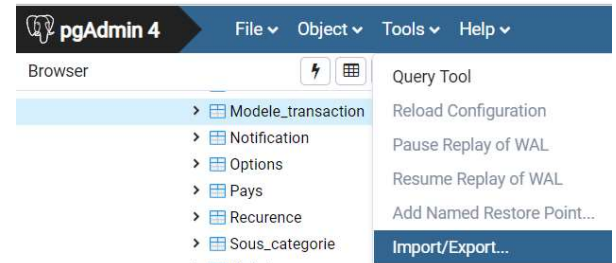 pgAdmin 4 File Object Tools Help
Browser
Query Tool
Reload Configuration
Pause Replay of WAL
Resume Replay of WAL
Add Named Restore Point...
Import/Export...
Modele_transaction
Notification
Options
Pays
Recurence
Sous_categorie